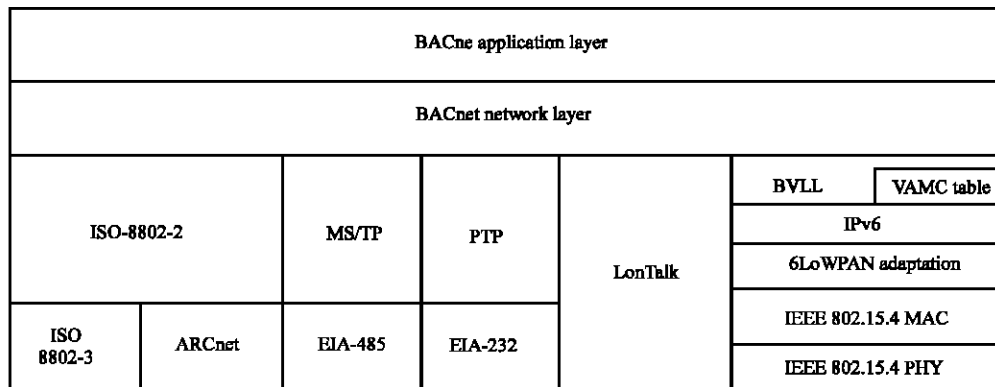 BACne application layer
BACnet network layer
ISO-8802-2
MS/TP
PTP
LonTalk
BVLL
VAMC table
IPv6
6LoWPAN adaptation
IEEE 802.15.4 MAC
IEEE 802.15.4 PHY
ISO
8802-3
ARCnet
EIA-485
EIA-232